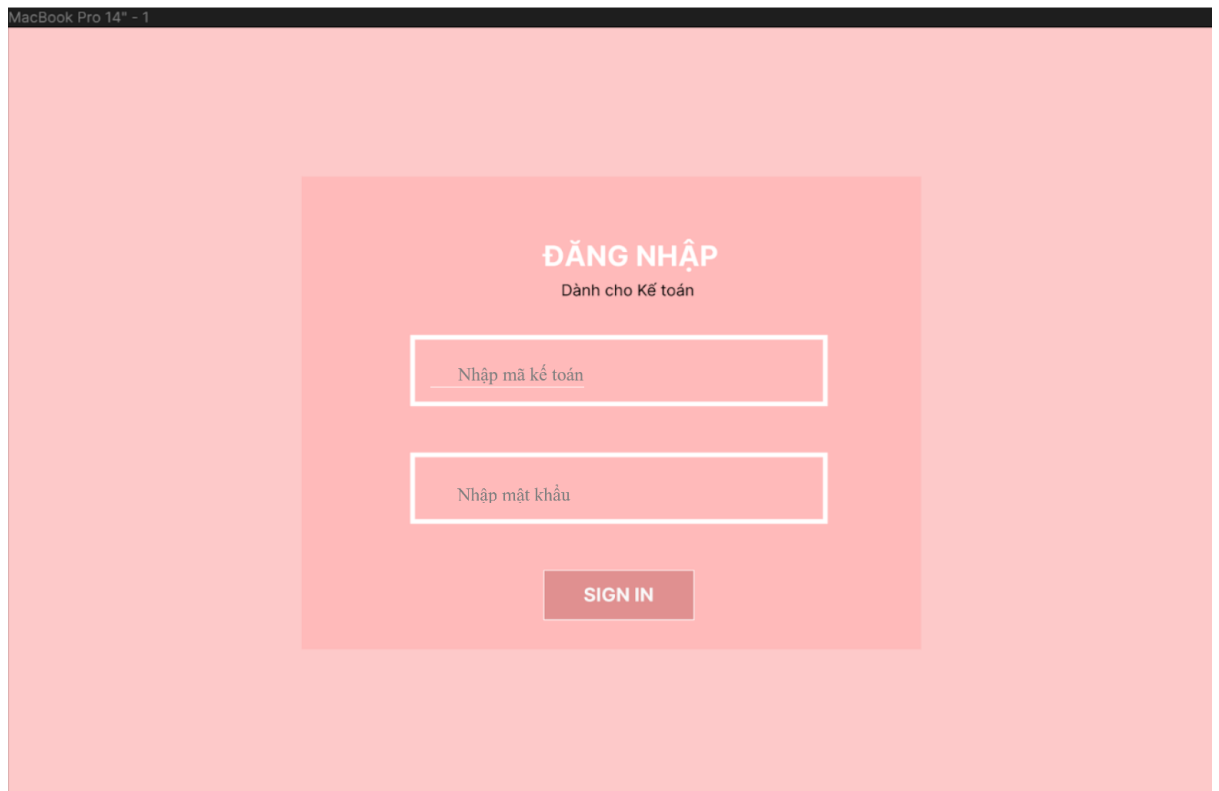 MacBook Pro 14" - 1
ĐĂNG NHẬP
Dành cho Kế toán
Nhập mã kế toán
Nhập mật khẩu
SIGN IN